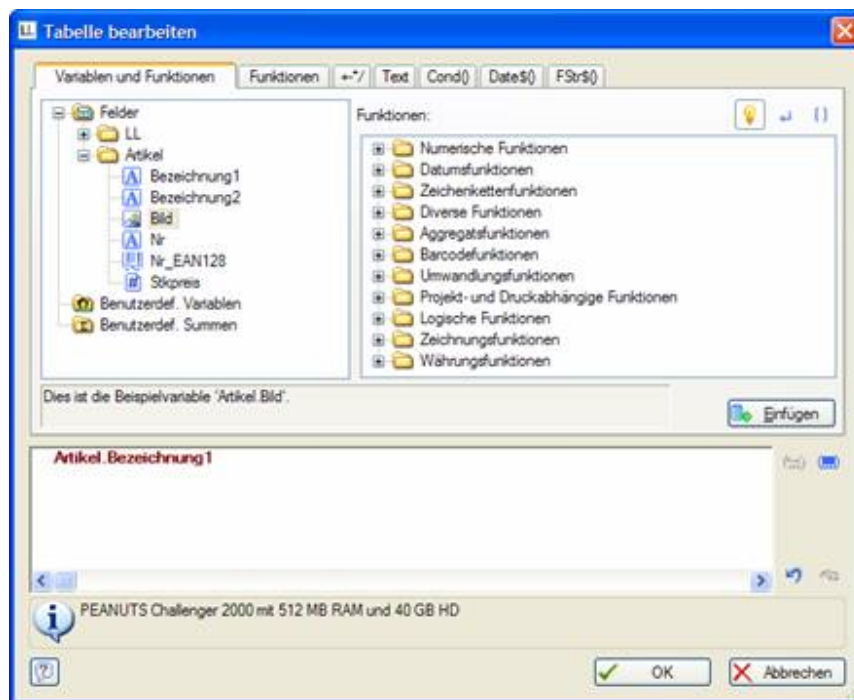 Tabelle bearbeiten
Variablen und Funktionen Funktionen +-*/ Text Cond() Date$() FStr$()
Felder
LL
Artikel
Bezeichnung1
Bezeichnung2
Bild
Nr
Nr_EAN128
Stkpreis
Benutzerdef. Variablen
Benutzerdef. Summen
Funktionen:
Numerische Funktionen
Datumsfunktionen
Zeichenkettenfunktionen
Diverse Funktionen
Aggregatsfunktionen
Barcodefunktionen
Umwandlungsfunktionen
Projekt- und Druckabhängige Funktionen
Logische Funktionen
Zeichnungsfunktionen
Währungsfunktionen
Dies ist die Beispielvariable 'Artikel.Bild'.
Einfügen
Artikel.Bezeichnung1
PEANUTS Challenger 2000 mit 512 MB RAM und 40 GB HD
OK Abbrechen